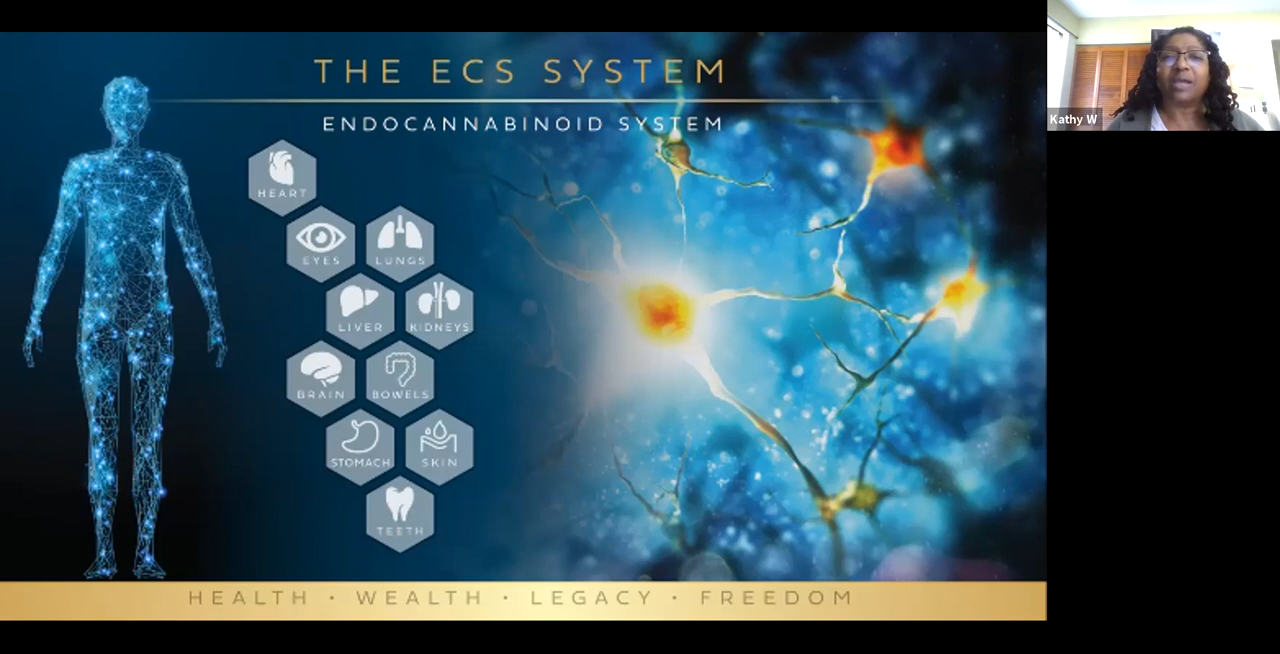 THE ECS SYSTEM
ENDOCANNABINOID SYSTEM
HEART
EYES
LUNGS
LIVER
KIDNEYS
BRAIN
BOWELS
STOMACH
SKIN
TEETH
HEALTH • WEALTH • LEGACY • FREEDOM
Kathy W